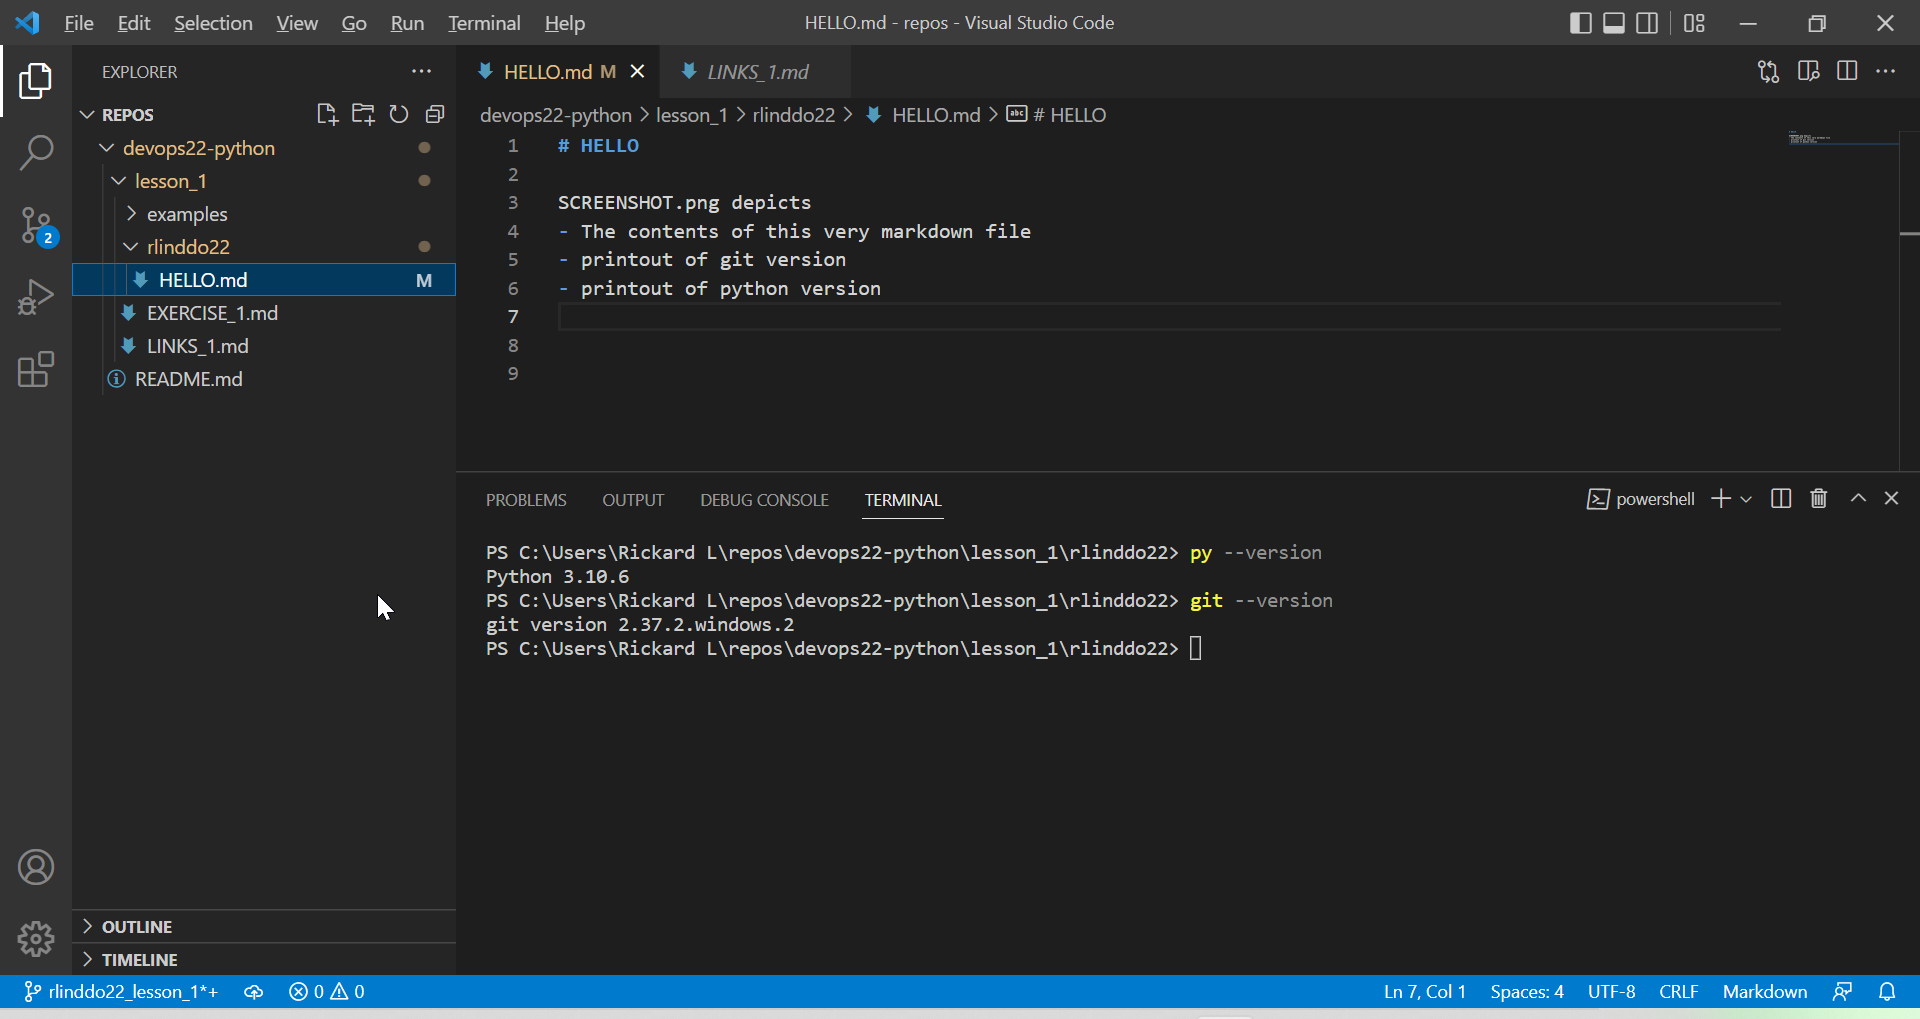 File Edit Selection View Go Run Terminal Help
HELLO.md - repos - Visual Studio Code
EXPLORER
REPOS
devops22-python
lesson_1
examples
rlinddo22
HELLO.md M
EXERCISE_1.md
LINKS_1.md
README.md
OUTLINE
TIMELINE
2
HELLO.md M
LINKS_1.md
devops22-python > lesson_1 > rlinddo22 > HELLO.md > # HELLO
1 # HELLO
2
3 SCREENSHOT.png depicts
4 - The contents of this very markdown file
5 - printout of git version
6 - printout of python version
7
8
9
PROBLEMS OUTPUT DEBUG CONSOLE TERMINAL
powershell
PS C:\Users\Rickard L\repos\devops22-python\lesson_1\rlinddo22> py --version
Python 3.10.6
PS C:\Users\Rickard L\repos\devops22-python\lesson_1\rlinddo22> git --version
git version 2.37.2.windows.2
PS C:\Users\Rickard L\repos\devops22-python\lesson_1\rlinddo22>
rlinddo22_lesson_1*+ 0 0
Ln 7, Col 1 Spaces: 4 UTF-8 CRLF Markdown